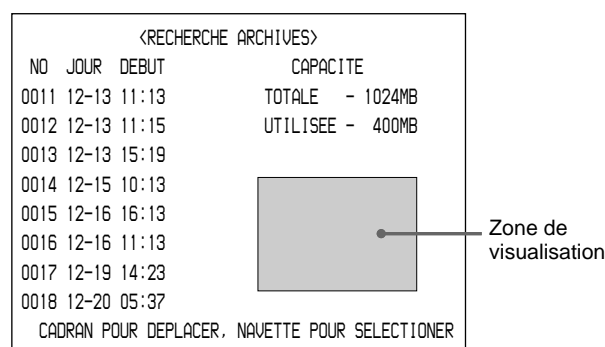 <RECHERCHE ARCHIVES>
NO JOUR DEBUT CAPACITE
0011 12-13 11:13 TOTALE - 1024MB
0012 12-13 11:15 UTILISEE - 400MB
0013 12-13 15:19
0014 12-15 10:13
0015 12-16 16:13
0016 12-16 11:13
0017 12-19 14:23
0018 12-20 05:37
CADRAN POUR DEPLACER, NAVETTE POUR SELECTIONER
Zone de
visualisation